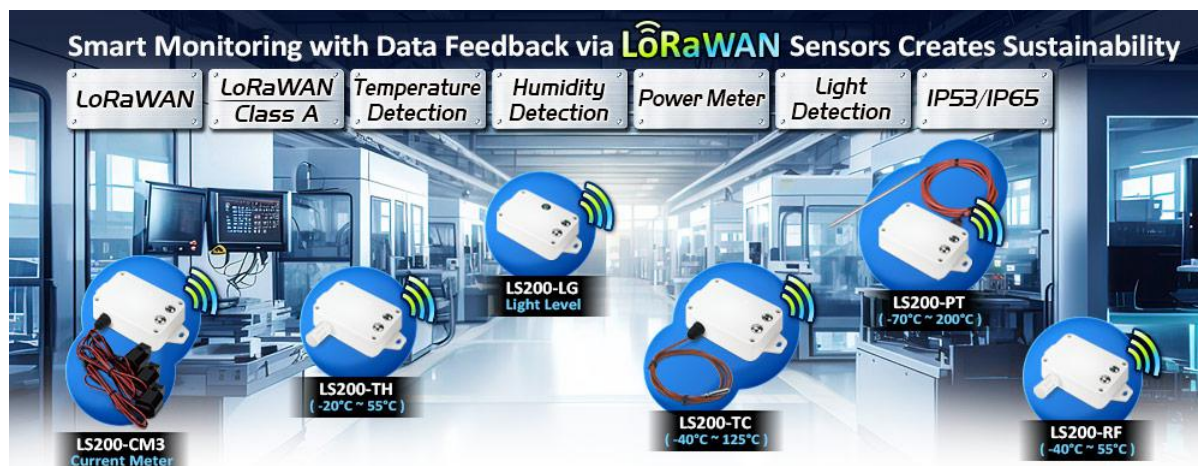 Smart Monitoring with Data Feedback via LoRaWAN Sensors Creates Sustainability
LoRaWAN
LoRaWAN
Class A
Temperature
Detection
Humidity
Detection
Power Meter
Light
Detection
IP53/IP65
LS200-LG
Light Level
LS200-PT
( -70°C ~ 200°C )
LS200-TH
( -20°C ~ 55°C )
LS200-TC
( -40°C ~ 125°C )
LS200-RF
( -40°C ~ 55°C )
LS200-CM3
Current Meter